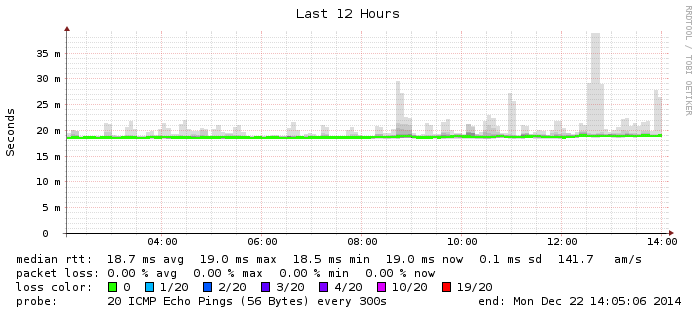 Last 12 Hours
RRDTOOL / TOBI OETIKER
Seconds
35 m
30 m
25 m
20 m
15 m
10 m
5 m
0
04:00 06:00 08:00 10:00 12:00 14:00
median rtt: 18.7 ms avg 19.0 ms max 18.5 ms min 19.0 ms now 0.1 ms sd 141.7 am/s
packet loss: 0.00 % avg 0.00 % max 0.00 % min 0.00 % now
loss color: 0 1/20 2/20 3/20 4/20 10/20 19/20
probe: 20 ICMP Echo Pings (56 Bytes) every 300s end: Mon Dec 22 14:05:06 2014